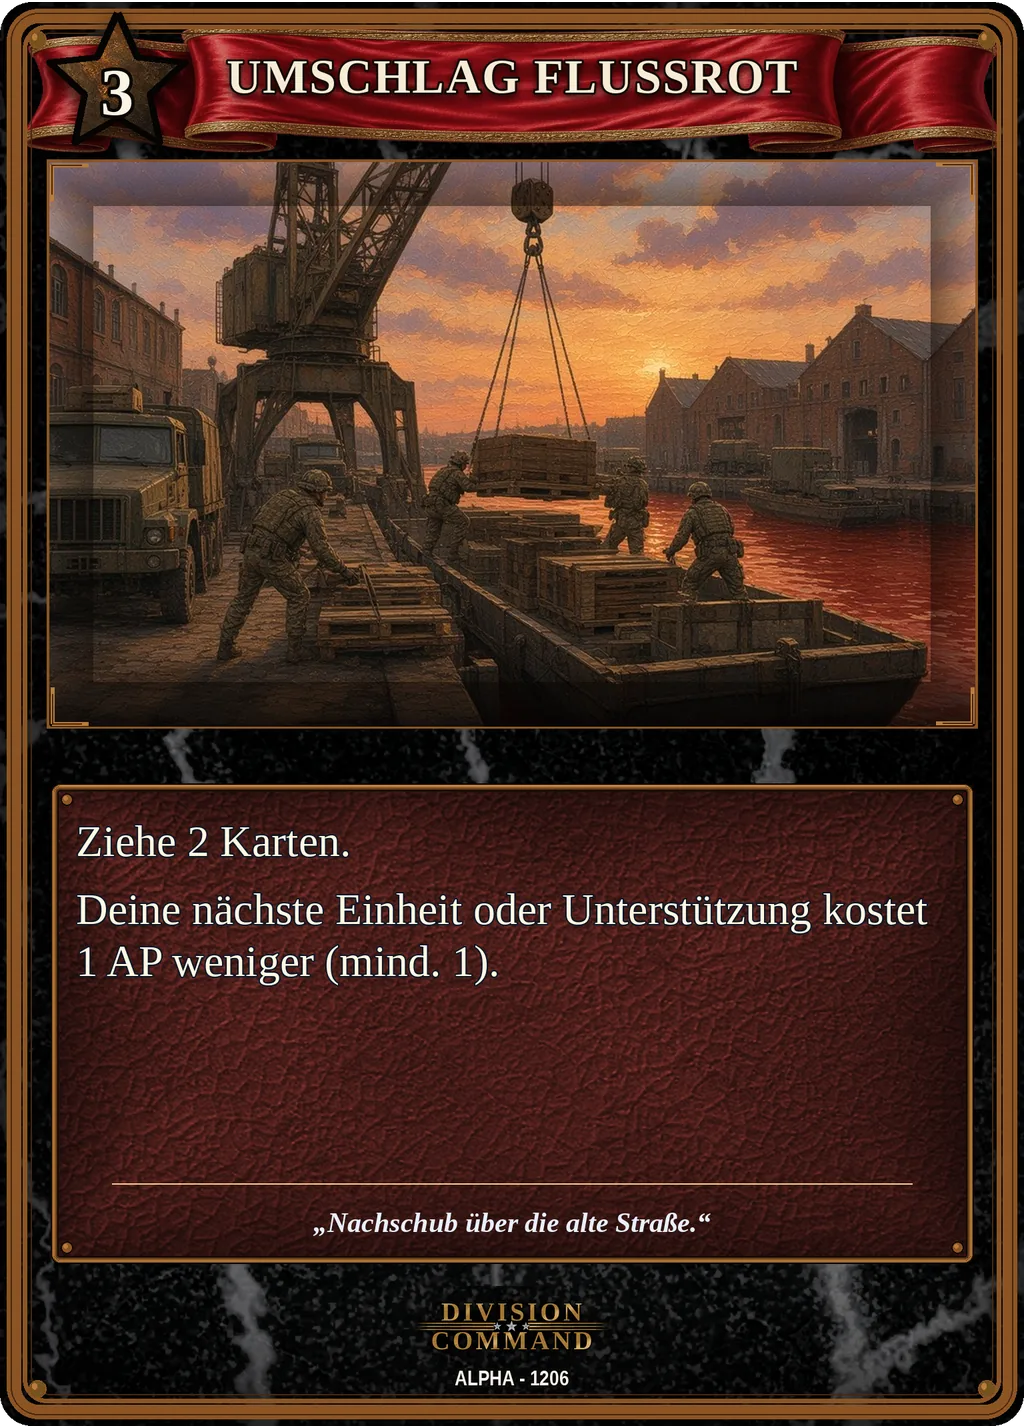 3
UMSCHLAG FLUSSROT
Ziehe 2 Karten.
Deine nächste Einheit oder Unterstützung kostet
1 AP weniger (mind. 1).
„Nachschub über die alte Straße.“
DIVISION
COMMAND
ALPHA - 1206